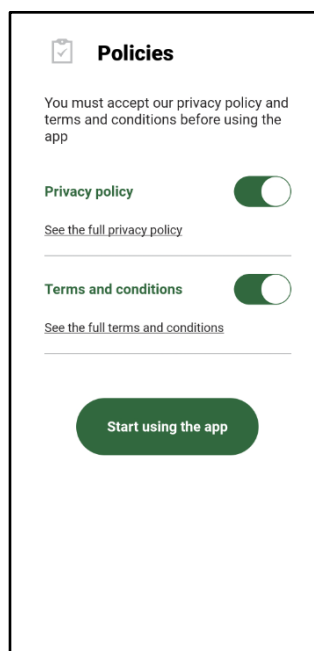 Policies
You must accept our privacy policy and
terms and conditions before using the
app
Privacy policy
See the full privacy policy
Terms and conditions
See the full terms and conditions
Start using the app